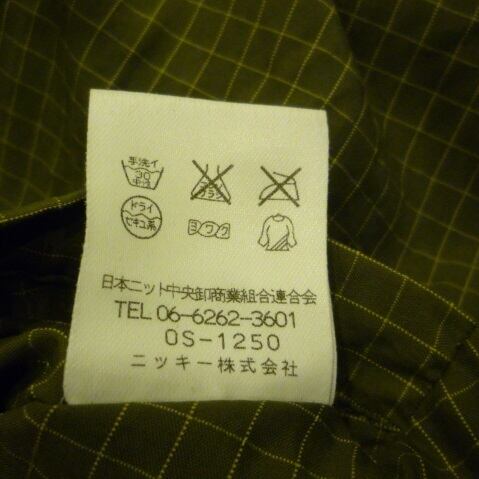 手洗イ
30
中性
エンソ
サラシ
ドライ
セキユ系
ヨワク
日本ニット中央卸商業組合連合会
TEL 06-6262-3601
OS-1250
ニッキー株式会社